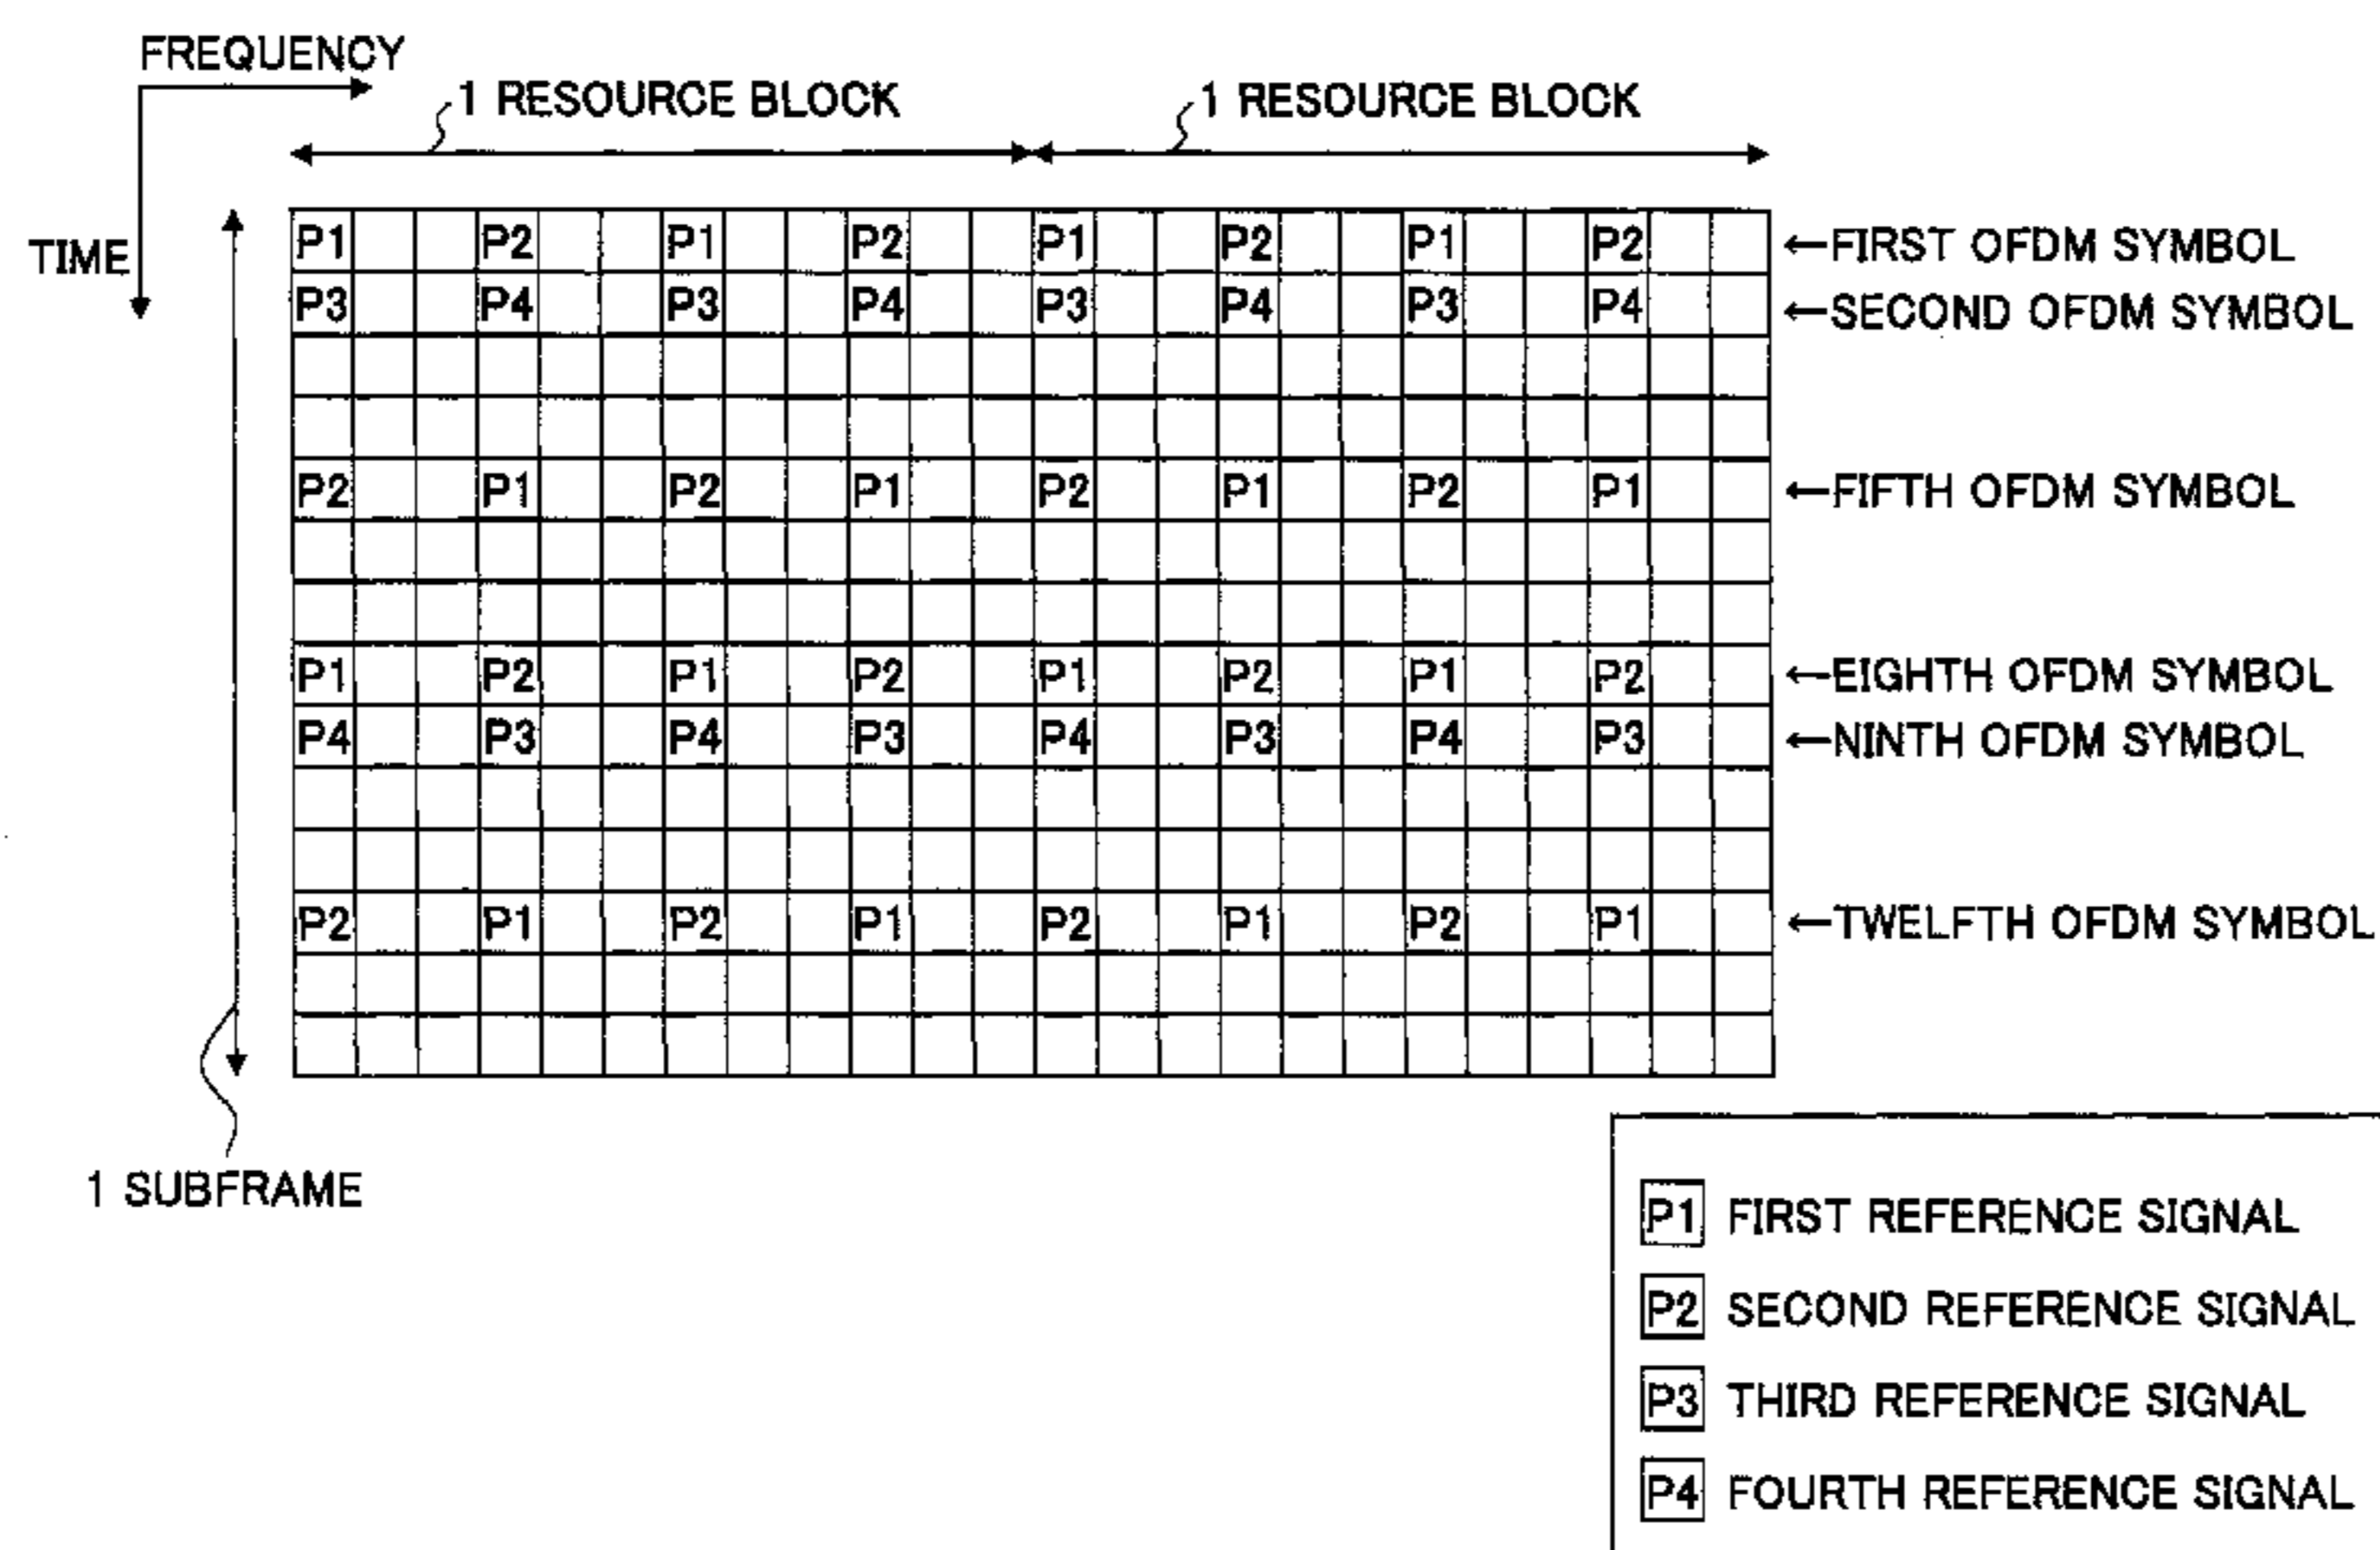 FREQUENCY
1 RESOURCE BLOCK 1 RESOURCE BLOCK
TIME
P1 P2 P1 P2 P1 P2 P1 P2 ←FIRST OFDM SYMBOL
P3 P4 P3 P4 P3 P4 P3 P4 ←SECOND OFDM SYMBOL
P2 P1 P2 P1 P2 P1 P2 P1 ←FIFTH OFDM SYMBOL
P1 P2 P1 P2 P1 P2 P1 P2 ←EIGHTH OFDM SYMBOL
P4 P3 P4 P3 P4 P3 P4 P3 ←NINTH OFDM SYMBOL
P2 P1 P2 P1 P2 P1 P2 P1 ←TWELFTH OFDM SYMBOL
1 SUBFRAME
P1 FIRST REFERENCE SIGNAL
P2 SECOND REFERENCE SIGNAL
P3 THIRD REFERENCE SIGNAL
P4 FOURTH REFERENCE SIGNAL